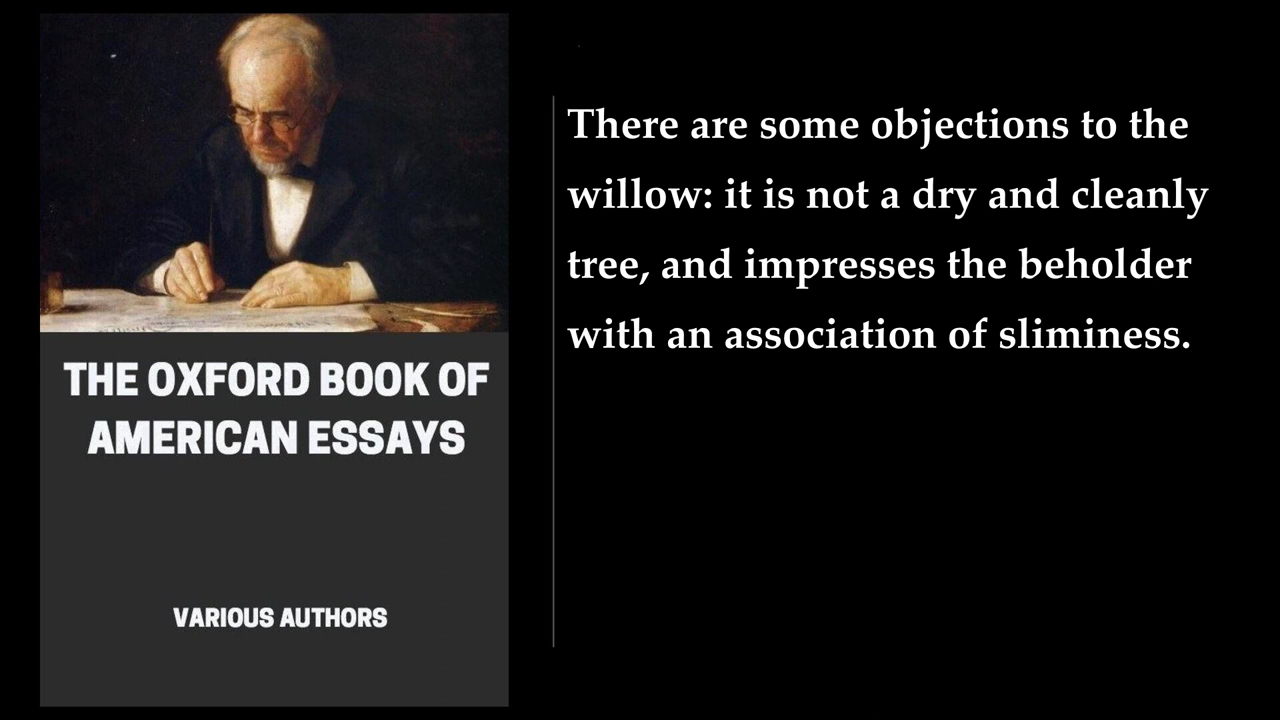 THE OXFORD BOOK OF
AMERICAN ESSAYS
VARIOUS AUTHORS
There are some objections to the
willow: it is not a dry and cleanly
tree, and impresses the beholder
with an association of sliminess.